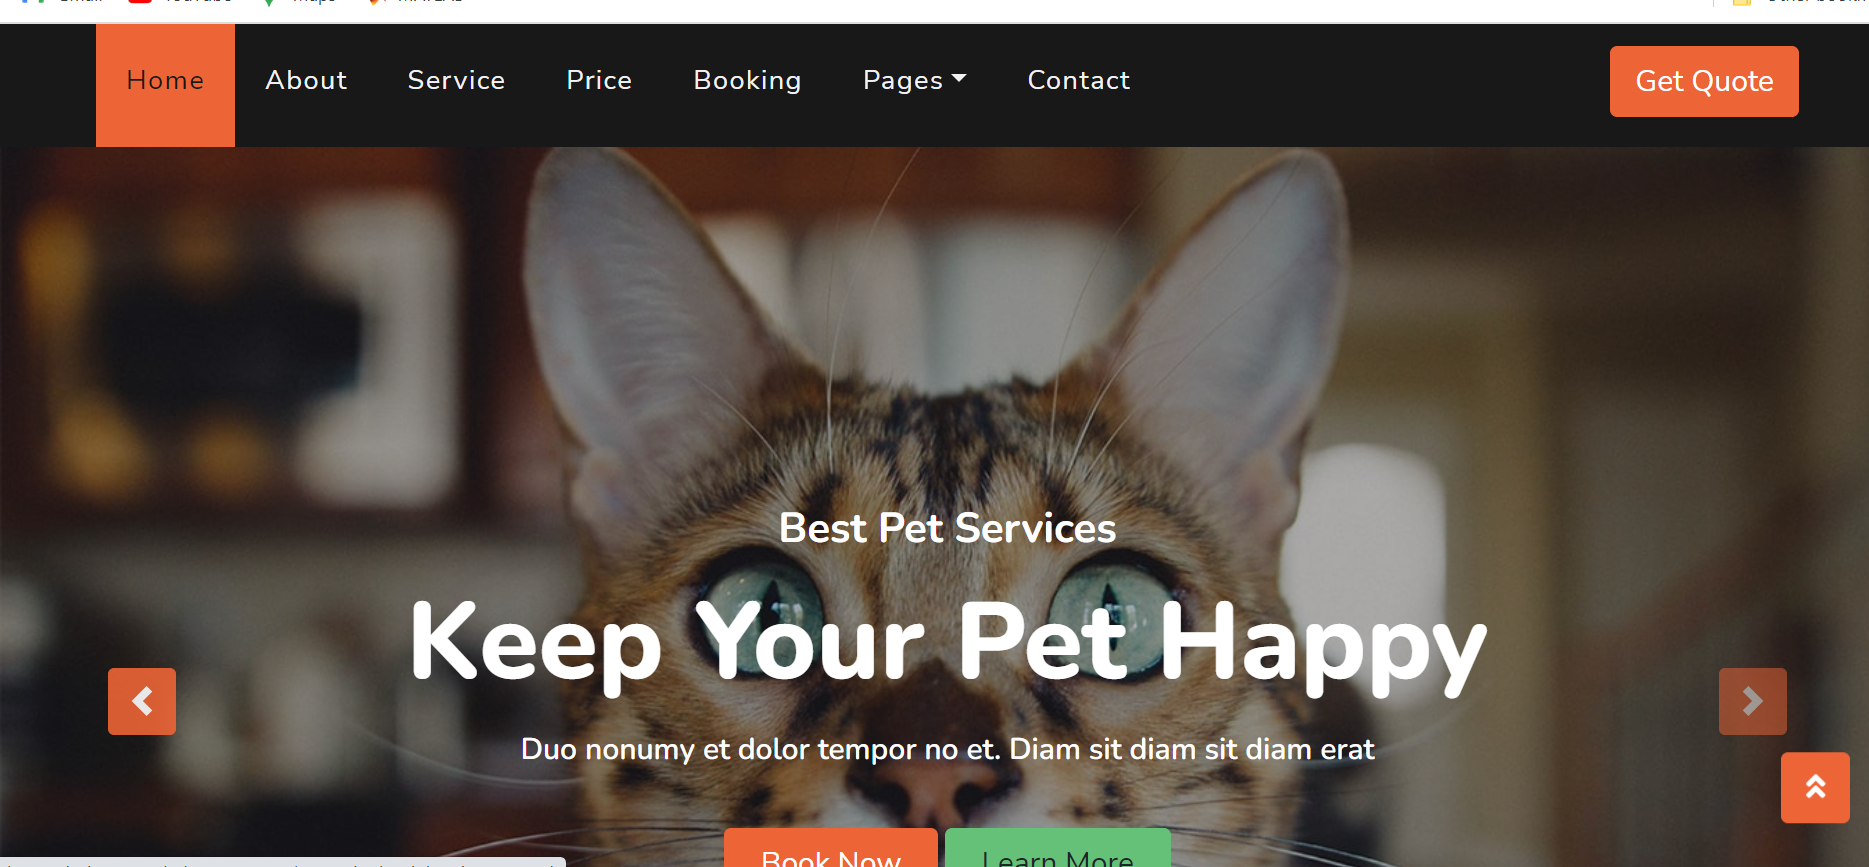 Home About Service Price Booking Pages Contact Get Quote
Best Pet Services
Keep Your Pet Happy
Duo nonumy et dolor tempor no et. Diam sit diam sit diam erat
Book Now Learn More